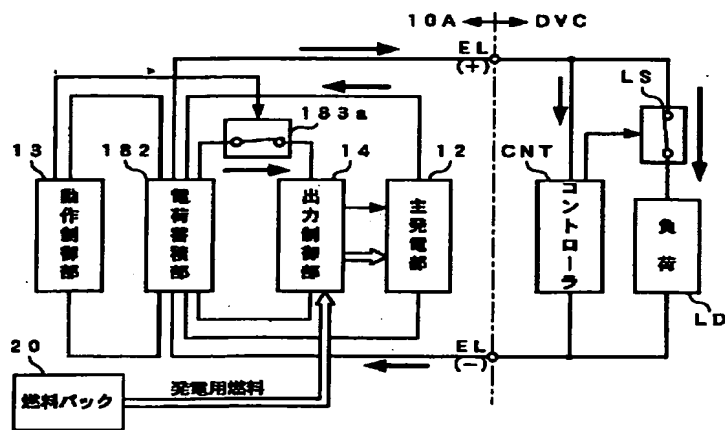 10A DVC
EL
(+)
LS
183a
13
182
14
12
CNT
動作制御部
電荷蓄積部
出力制御部
主発電部
コントローラ
負荷
LD
EL
(-)
20
発電用燃料
燃料パック